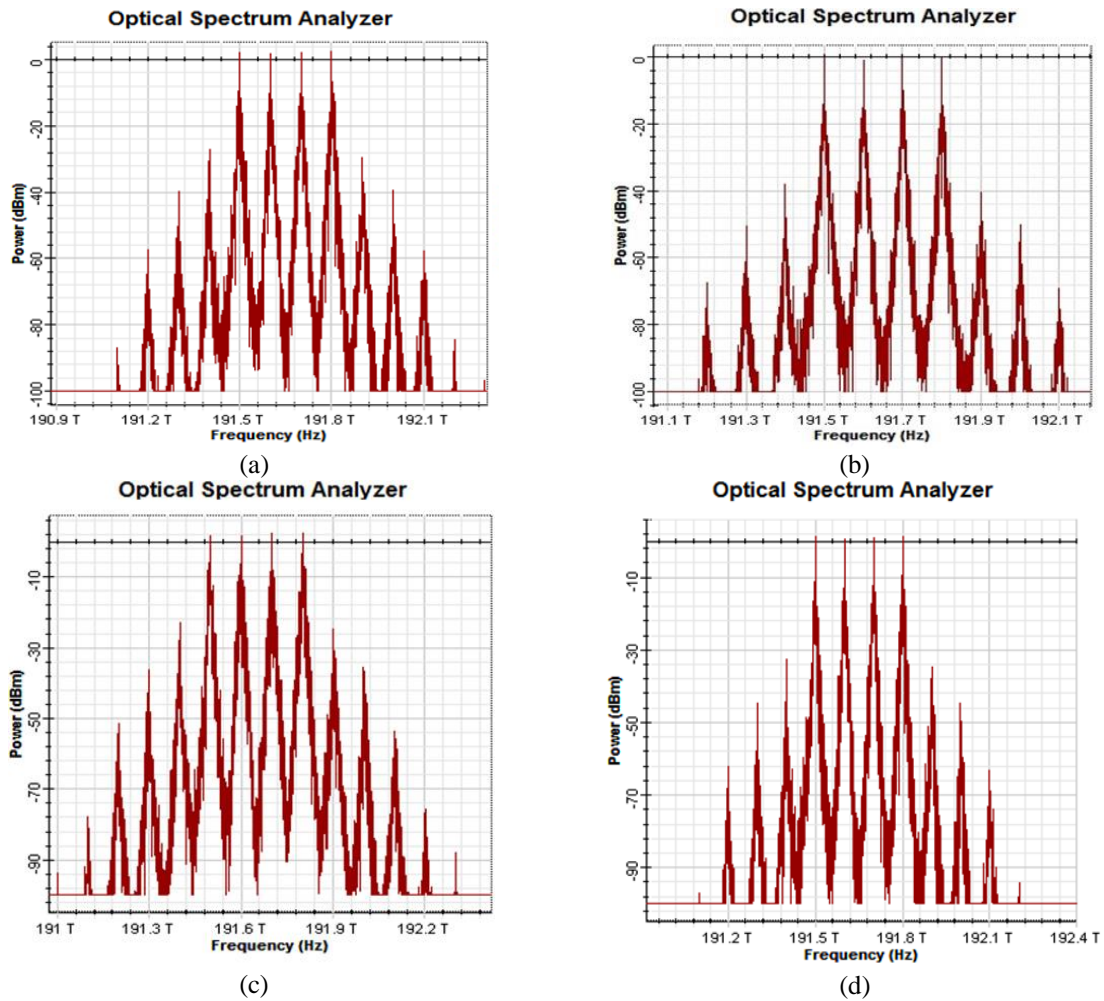 Optical Spectrum Analyzer
Power (dBm)
0
-20
-40
-60
-80
-100
190.9 T 191.2 T 191.5 T 191.8 T 192.1 T
Frequency (Hz)
(a)
Optical Spectrum Analyzer
Power (dBm)
0
-20
-40
-60
-80
-100
191.1 T 191.3 T 191.5 T 191.7 T 191.9 T 192.1 T
Frequency (Hz)
(b)
Optical Spectrum Analyzer
Power (dBm)
-10
-30
-50
-70
-90
191 T 191.3 T 191.6 T 191.9 T 192.2 T
Frequency (Hz)
(c)
Optical Spectrum Analyzer
Power (dBm)
-10
-30
-50
-70
-90
191.2 T 191.5 T 191.8 T 192.1 T 192.4 T
Frequency (Hz)
(d)